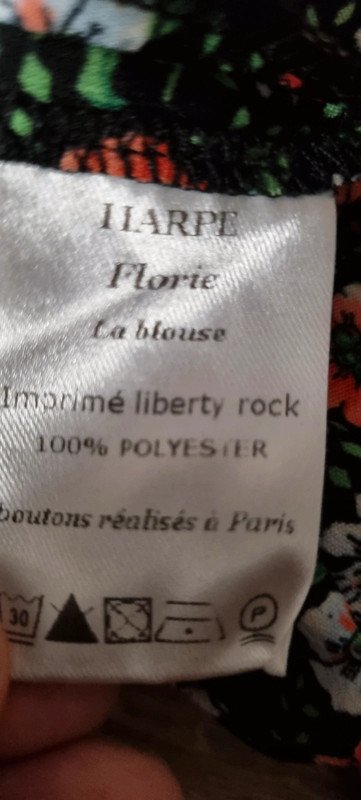 HARPE
Florie
La blouse
Imprimé liberty rock
100% POLYESTER
boutons réalisés à Paris
30 P